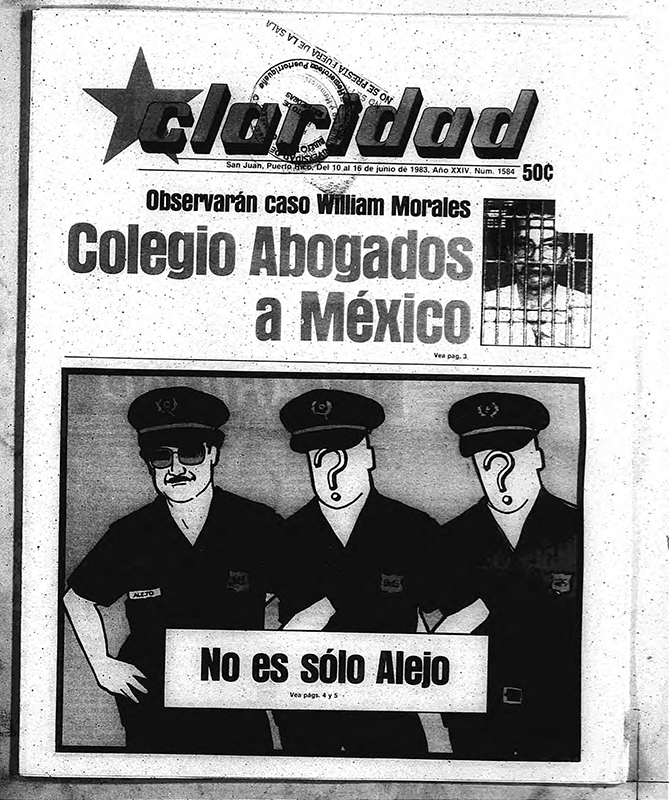 NO SE PRESTA FUERA DE LA SALA
claridad
San Juan, Puerto Rico, Del 10 al 16 de junio de 1983, Año XXIV. Num. 1584
50¢
Observarán caso William Morales
Colegio Abogados
a México
Vea pag. 3.
ALEJO
No es sólo Alejo
Vea págs. 4 y 5